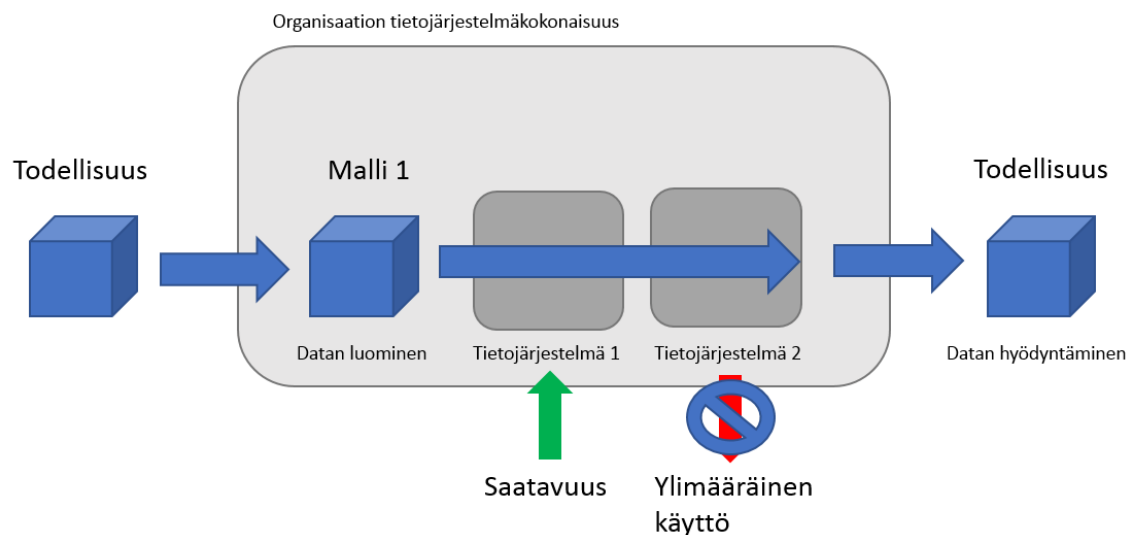 Organisaation tietojärjestelmäkokonaisuus
Todellisuus
Malli 1
Todellisuus
Datan luominen
Tietojärjestelmä 1
Tietojärjestelmä 2
Datan hyödyntäminen
Saatavuus
Ylimääräinen
käyttö